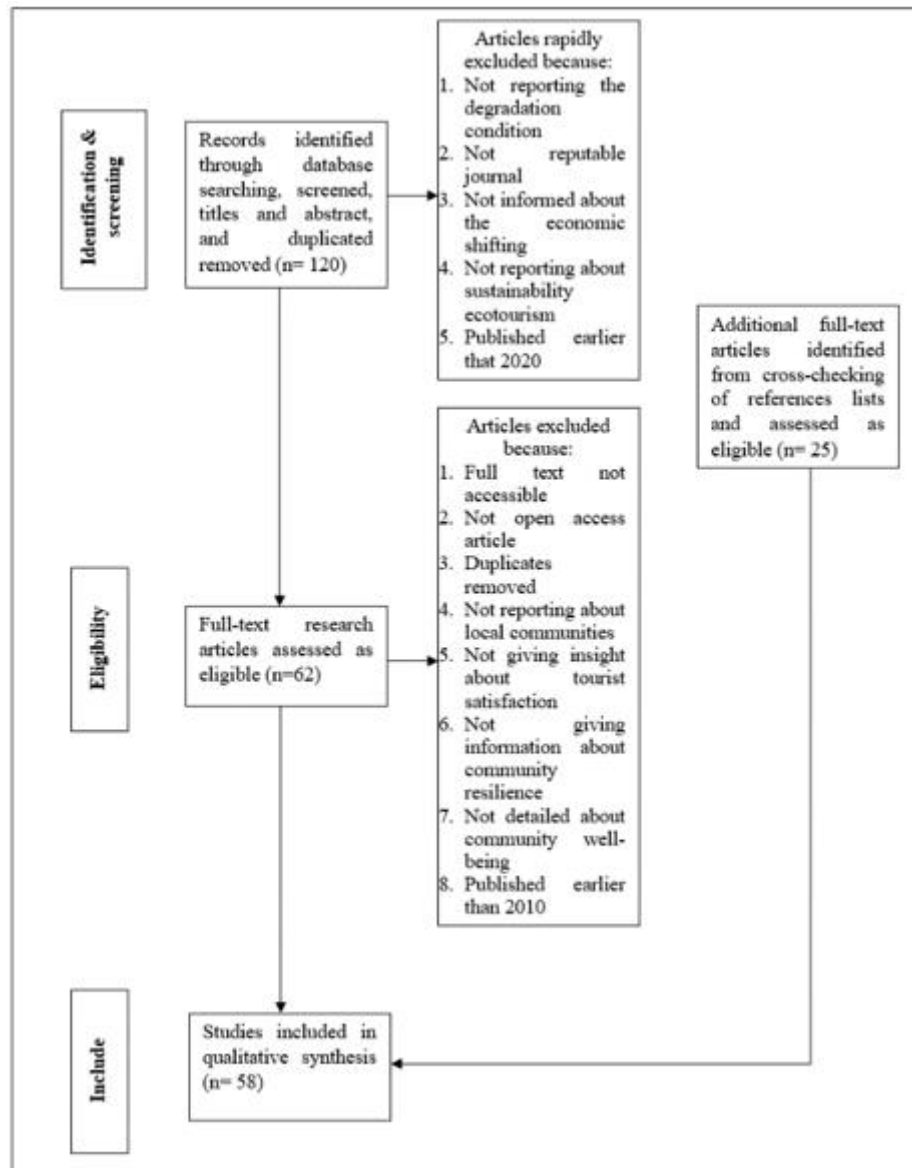 Identification &
screening
Records identified
through database
searching, screened,
titles and abstract,
and duplicated
removed (n= 120)
Articles rapidly
excluded because:
1. Not reporting the
degradation
condition
2. Not reputable
journal
3. Not informed about
the economic
shifting
4. Not reporting about
sustainability
ecotourism
5. Published earlier
that 2020
Additional full-text
articles identified
from cross-checking
of references lists
and assessed as
eligible (n= 25)
Eligibility
Full-text research
articles assessed as
eligible (n=62)
Articles excluded
because:
1. Full text not
accessible
2. Not open access
article
3. Duplicates
removed
4. Not reporting about
local communities
5. Not giving insight
about tourist
satisfaction
6. Not giving
information about
community
resilience
7. Not detailed about
community well-
being
8. Published earlier
than 2010
Include
Studies included in
qualitative synthesis
(n= 58)